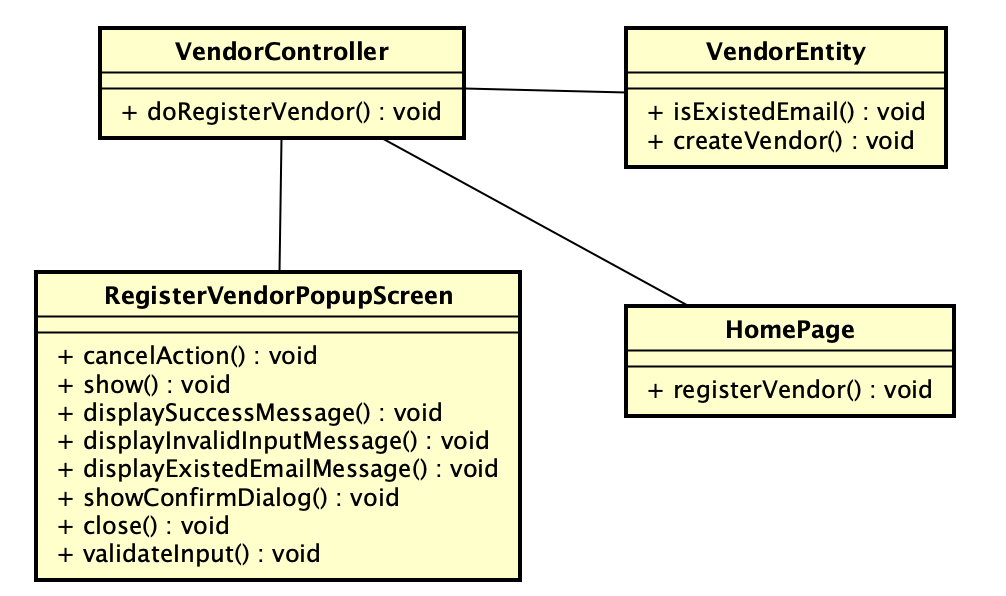 VendorController
+ doRegisterVendor() : void
VendorEntity
+ isExistedEmail() : void
+ createVendor() : void
RegisterVendorPopupScreen
+ cancelAction() : void
+ show() : void
+ displaySuccessMessage() : void
+ displayInvalidInputMessage() : void
+ displayExistedEmailMessage() : void
+ showConfirmDialog() : void
+ close() : void
+ validateInput() : void
HomePage
+ registerVendor() : void